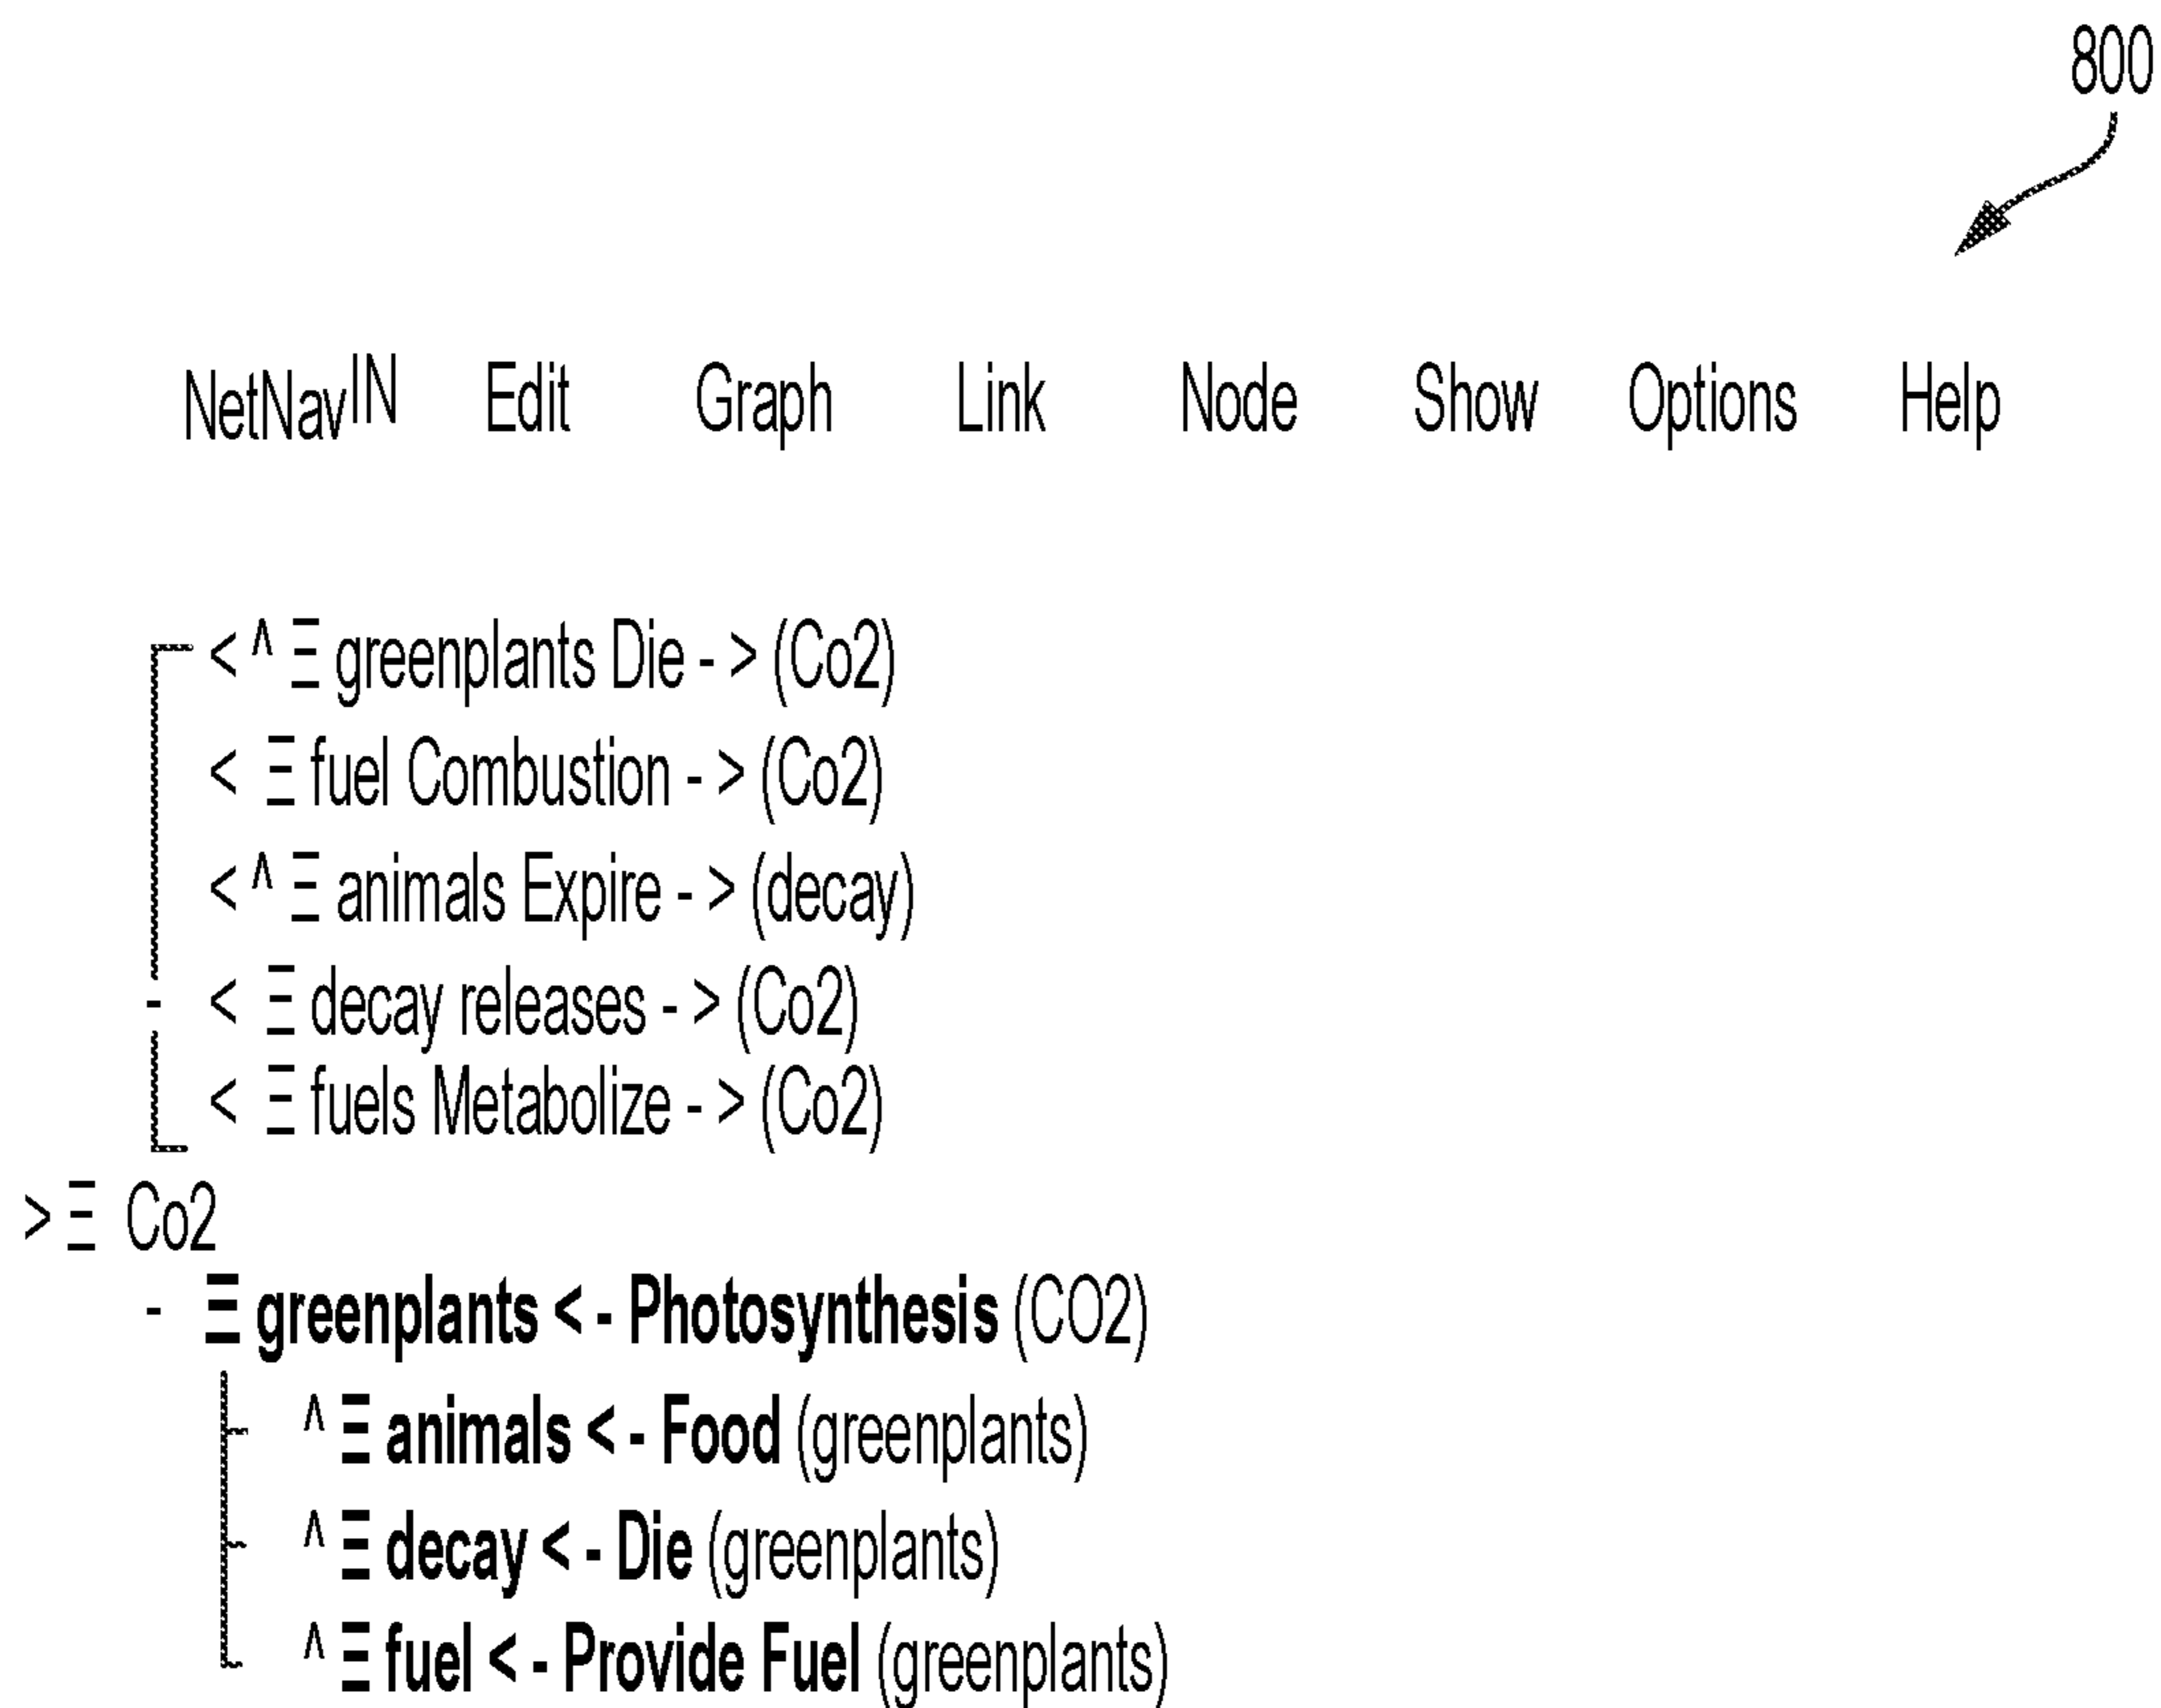 800
NetNavIN Edit Graph Link Node Show Options Help
< ^ Ξ greenplants Die - > (Co2)
< Ξ fuel Combustion - > (Co2)
< ^ Ξ animals Expire - > (decay)
- < Ξ decay releases - > (Co2)
< Ξ fuels Metabolize - > (Co2)
> Ξ Co2
- Ξ greenplants < - Photosynthesis (CO2)
^ Ξ animals < - Food (greenplants)
^ Ξ decay < - Die (greenplants)
^ Ξ fuel < - Provide Fuel (greenplants)